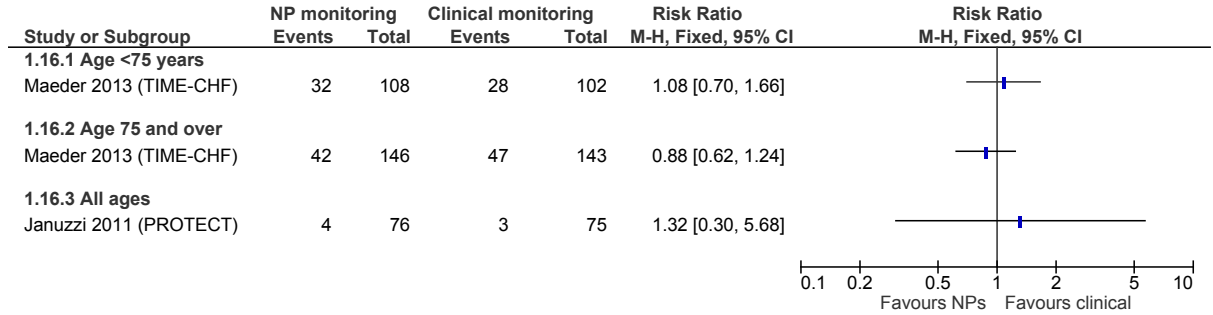 NP monitoring Clinical monitoring Risk Ratio Risk Ratio
Study or Subgroup Events Total Events Total M-H, Fixed, 95% CI M-H, Fixed, 95% CI
1.16.1 Age <75 years
Maeder 2013 (TIME-CHF) 32 108 28 102 1.08 [0.70, 1.66]
1.16.2 Age 75 and over
Maeder 2013 (TIME-CHF) 42 146 47 143 0.88 [0.62, 1.24]
1.16.3 All ages
Januzzi 2011 (PROTECT) 4 76 3 75 1.32 [0.30, 5.68]
0.1 0.2 0.5 1 2 5 10
Favours NPs Favours clinical